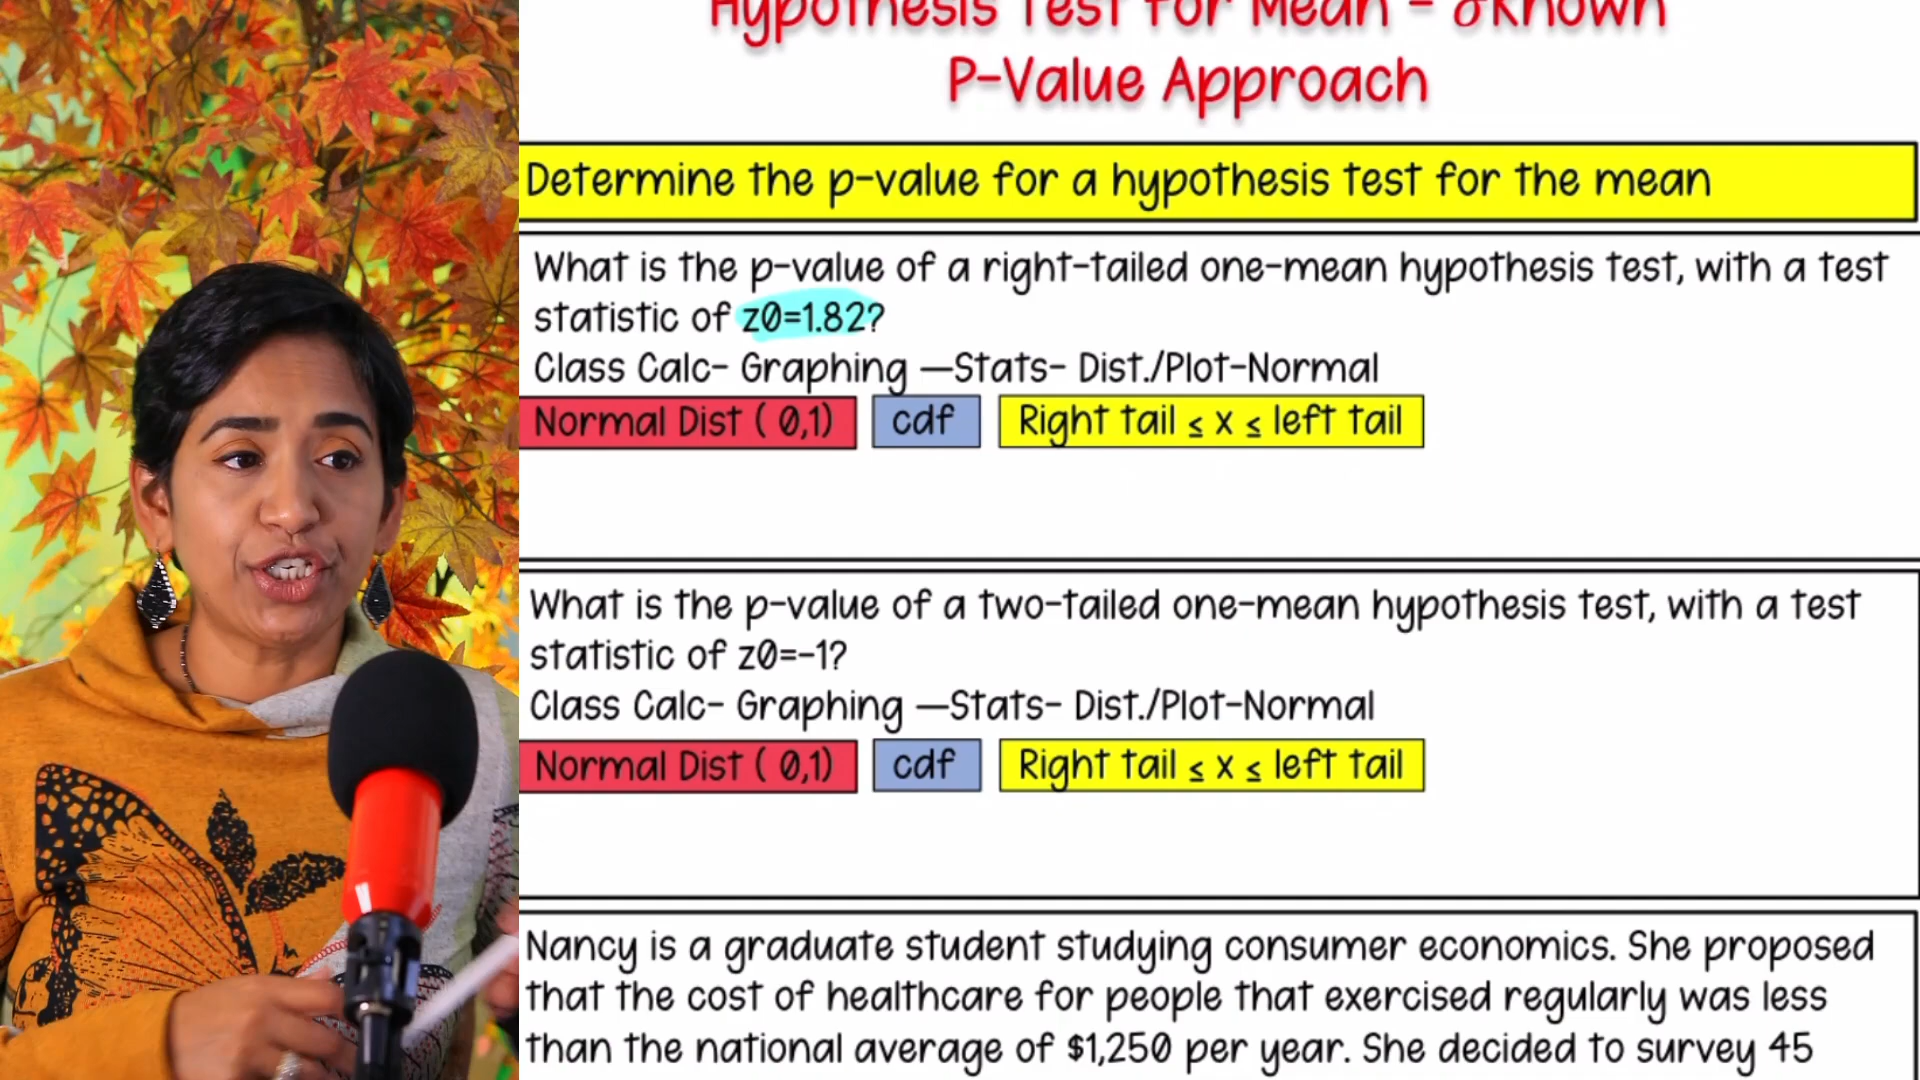 Hypothesis Test for Mean - σ Known
P-Value Approach
Determine the p-value for a hypothesis test for the mean
What is the p-value of a right-tailed one-mean hypothesis test, with a test
statistic of z0=1.82?
Class Calc- Graphing —Stats- Dist./Plot-Normal
Normal Dist ( 0,1) cdf Right tail ≤ x ≤ left tail
What is the p-value of a two-tailed one-mean hypothesis test, with a test
statistic of z0=-1?
Class Calc- Graphing —Stats- Dist./Plot-Normal
Normal Dist ( 0,1) cdf Right tail ≤ x ≤ left tail
Nancy is a graduate student studying consumer economics. She proposed
that the cost of healthcare for people that exercised regularly was less
than the national average of $1,250 per year. She decided to survey 45